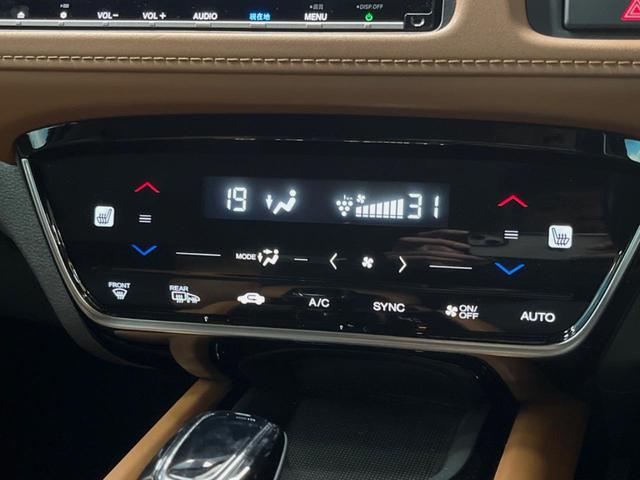 VOL− VOL+ AUDIO 現在地 MENU
•DISP.OFF
19 31
MODE
FRONT REAR A/C SYNC ON/OFF AUTO